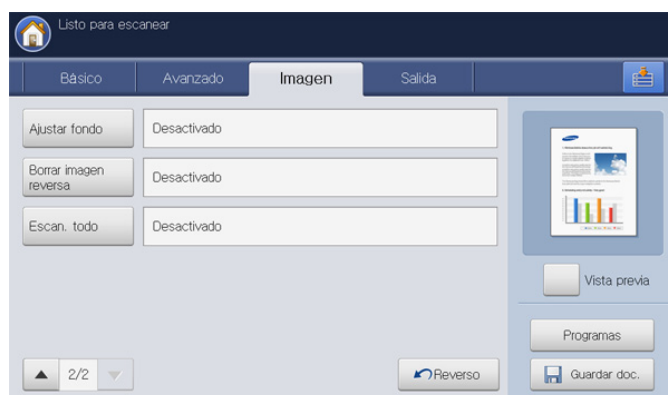 Listo para escanear
Básico
Avanzado
Imagen
Salida
Ajustar fondo
Desactivado
Borrar imagen
reversa
Desactivado
Escan. todo
Desactivado
Vista previa
Programas
2/2
Reverso
Guardar doc.